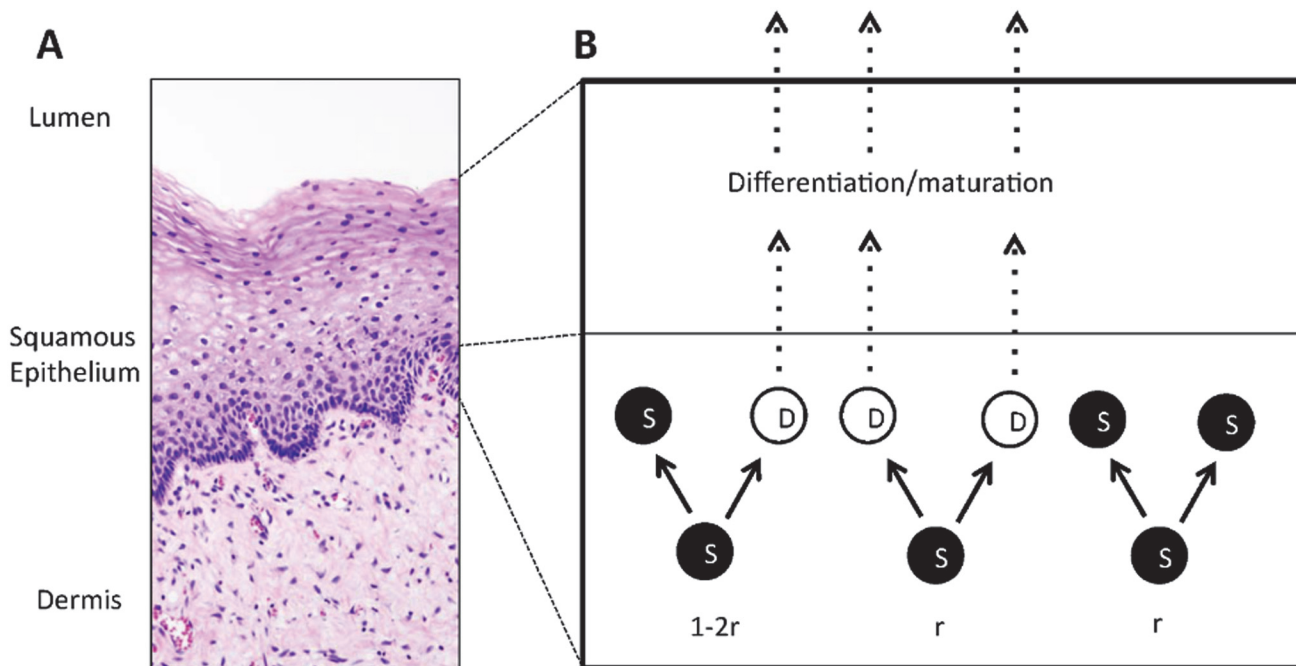 A
Lumen
Squamous
Epithelium
Dermis
B
Differentiation/maturation
S D D D S S
S S S
1-2r r r